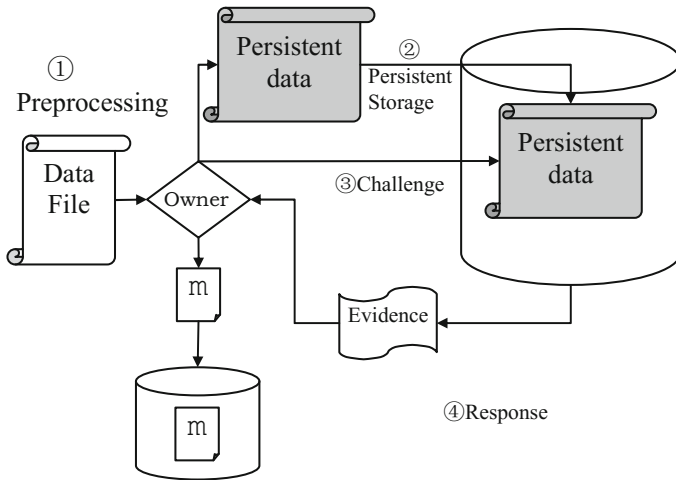 ①
Preprocessing
Persistent
data
②
Persistent
Storage
Persistent
data
Data
File
Owner
③Challenge
m
Evidence
④Response
m